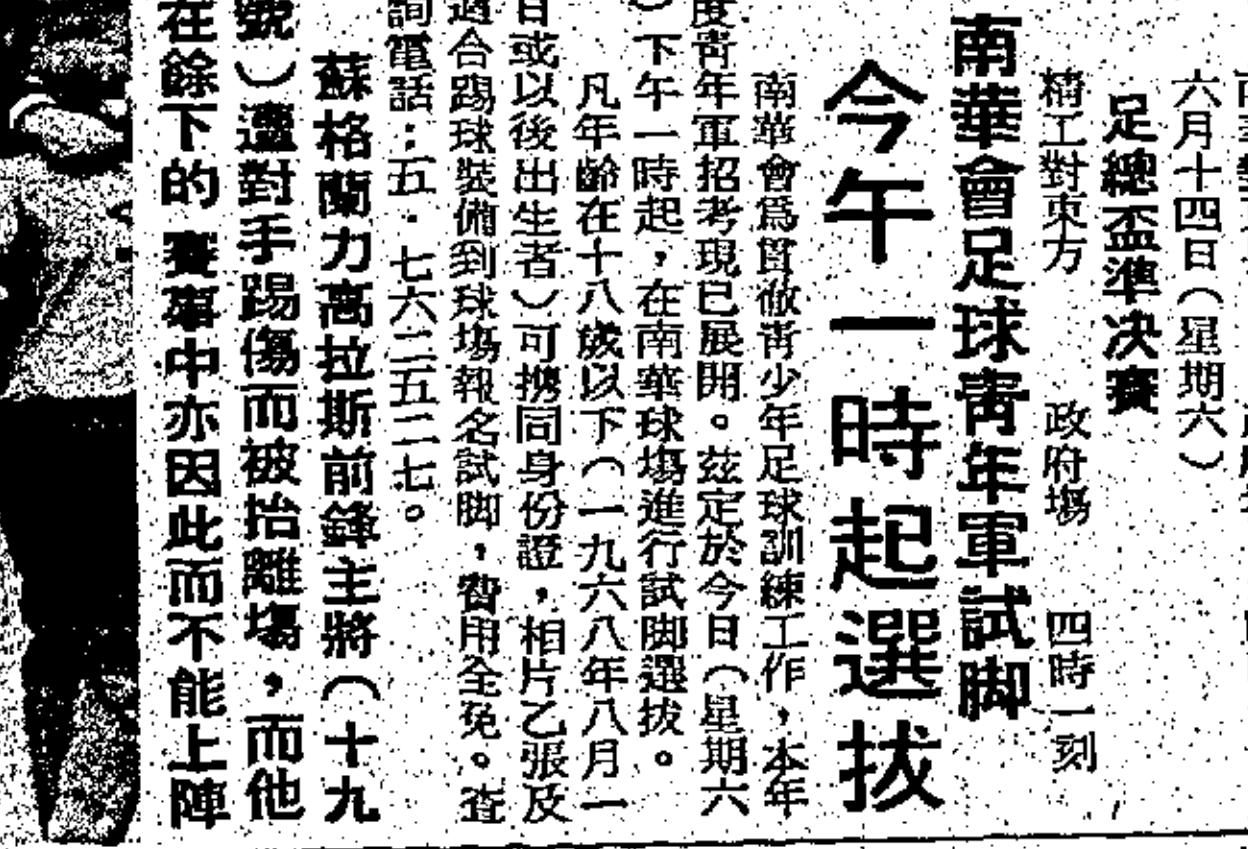 六月十四日（星期六）
足總盃準决賽
精工對東方　政府塲　四時一刻
南華會足球青年軍試脚
今午一時起選拔
南華會爲貫徹青少年足球訓練工作，本年
度青年軍招考現已展開。茲定於今日（星期六
）下午一時起，在南華球塲進行試脚選拔。
凡年齡在十八歲以下（一九六八年八月一
日或以後出生者）可携同身份證，相片乙張及
適合踢球裝備到球塲報名試脚，費用全免。查
詢電話：五·七六二五二一七。
蘇格蘭力高拉斯前鋒主將（十九
號）遭對手踢傷而被抬離塲，而他
在餘下的賽事中亦因此而不能上陣